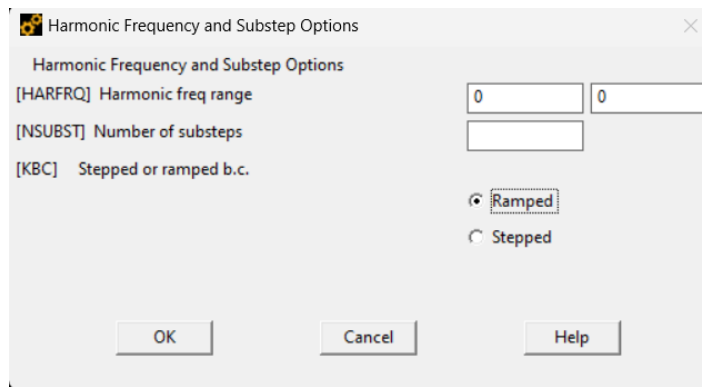 Harmonic Frequency and Substep Options
Harmonic Frequency and Substep Options
[HARFRQ] Harmonic freq range 0 0
[NSUBST] Number of substeps
[KBC] Stepped or ramped b.c.
Ramped
Stepped
OK Cancel Help